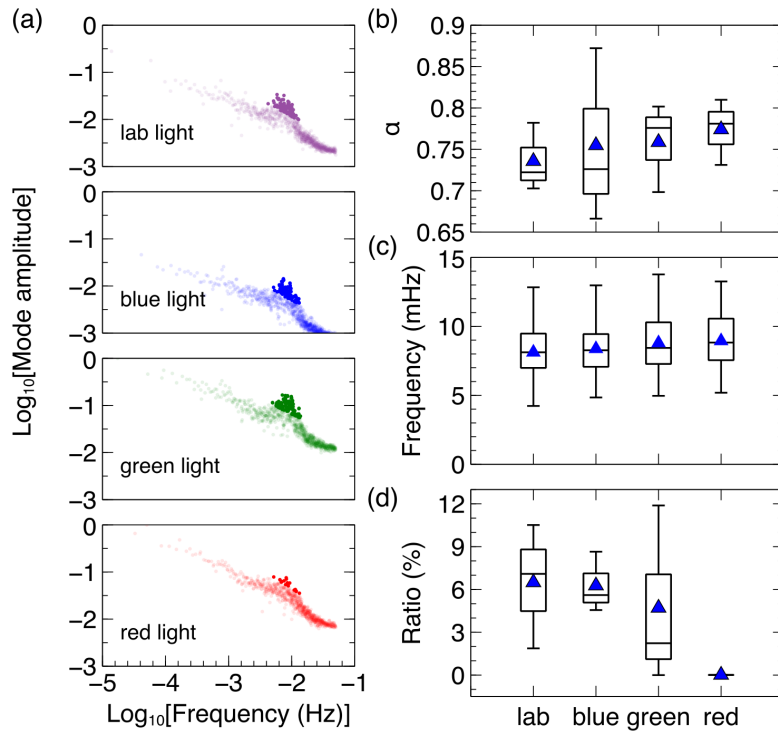 (a)
0
−1
−2
−3
lab light
0
−1
−2
−3
blue light
0
−1
−2
−3
green light
0
−1
−2
−3
red light
−5
−4
−3
−2
−1
Log₁₀[Mode amplitude]
Log₁₀[Frequency (Hz)]
(b)
0.9
0.85
0.8
0.75
0.7
0.65
α
(c)
15
10
5
0
Frequency (mHz)
(d)
12
9
6
3
0
Ratio (%)
lab blue green red